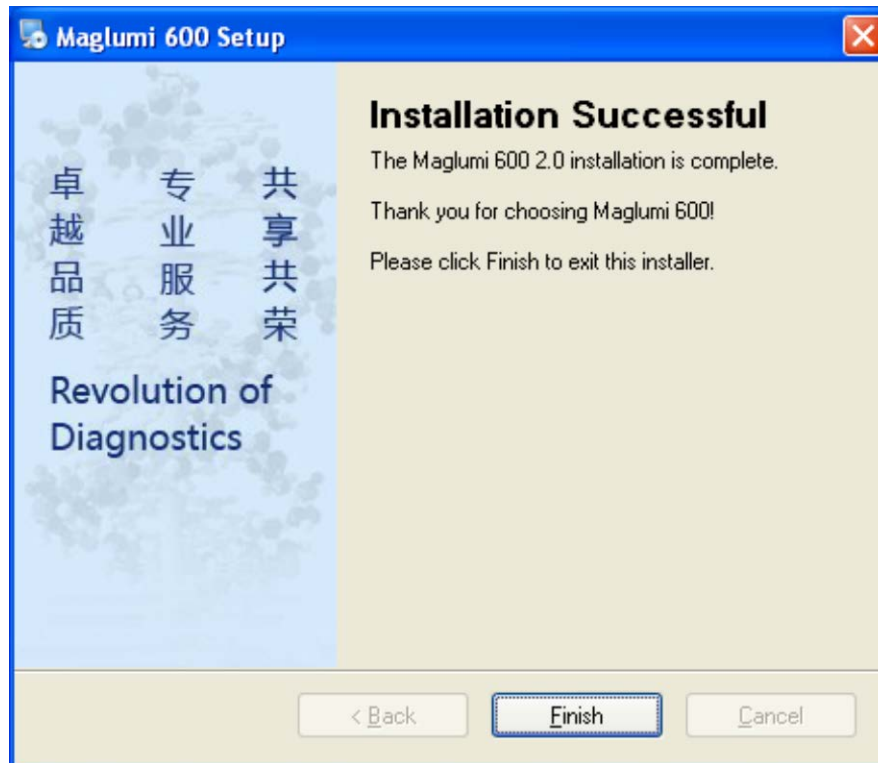 Maglumi 600 Setup
卓越品质
专业服务
共享共荣
Revolution of
Diagnostics
Installation Successful
The Maglumi 600 2.0 installation is complete.
Thank you for choosing Maglumi 600!
Please click Finish to exit this installer.
< Back
Finish
Cancel